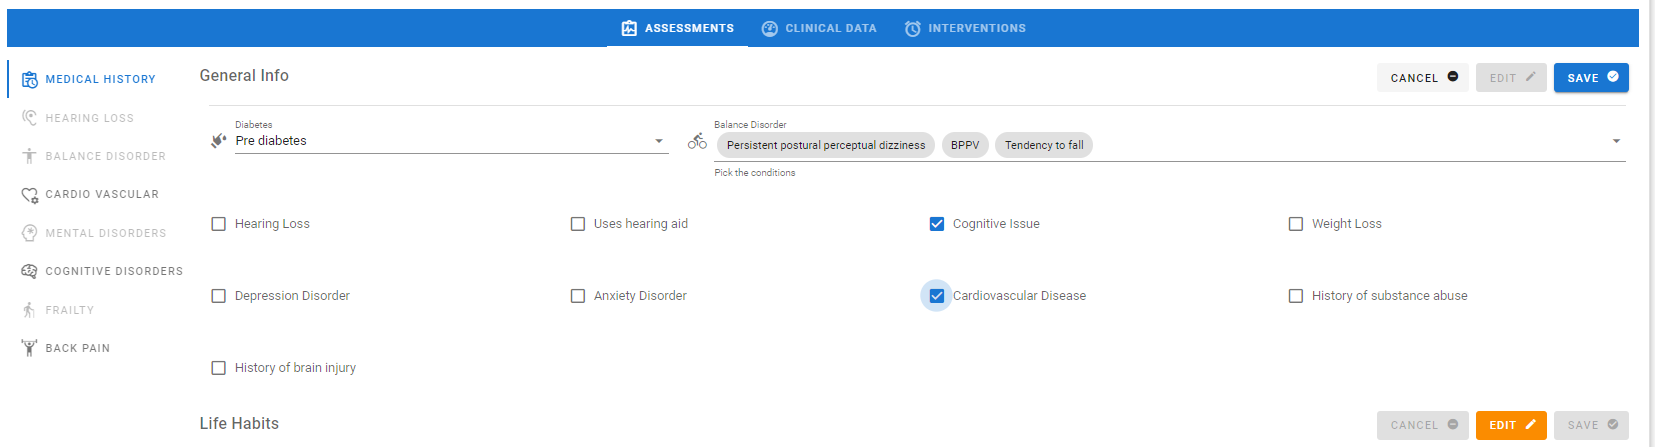 ASSESSMENTS CLINICAL DATA INTERVENTIONS
MEDICAL HISTORY
HEARING LOSS
BALANCE DISORDER
CARDIO VASCULAR
MENTAL DISORDERS
COGNITIVE DISORDERS
FRAILTY
BACK PAIN
General Info
CANCEL EDIT SAVE
Diabetes
Pre diabetes
Balance Disorder
Persistent postural perceptual dizziness BPPV Tendency to fall
Pick the conditions
Hearing Loss Uses hearing aid Cognitive Issue Weight Loss
Depression Disorder Anxiety Disorder Cardiovascular Disease History of substance abuse
History of brain injury
Life Habits
CANCEL EDIT SAVE